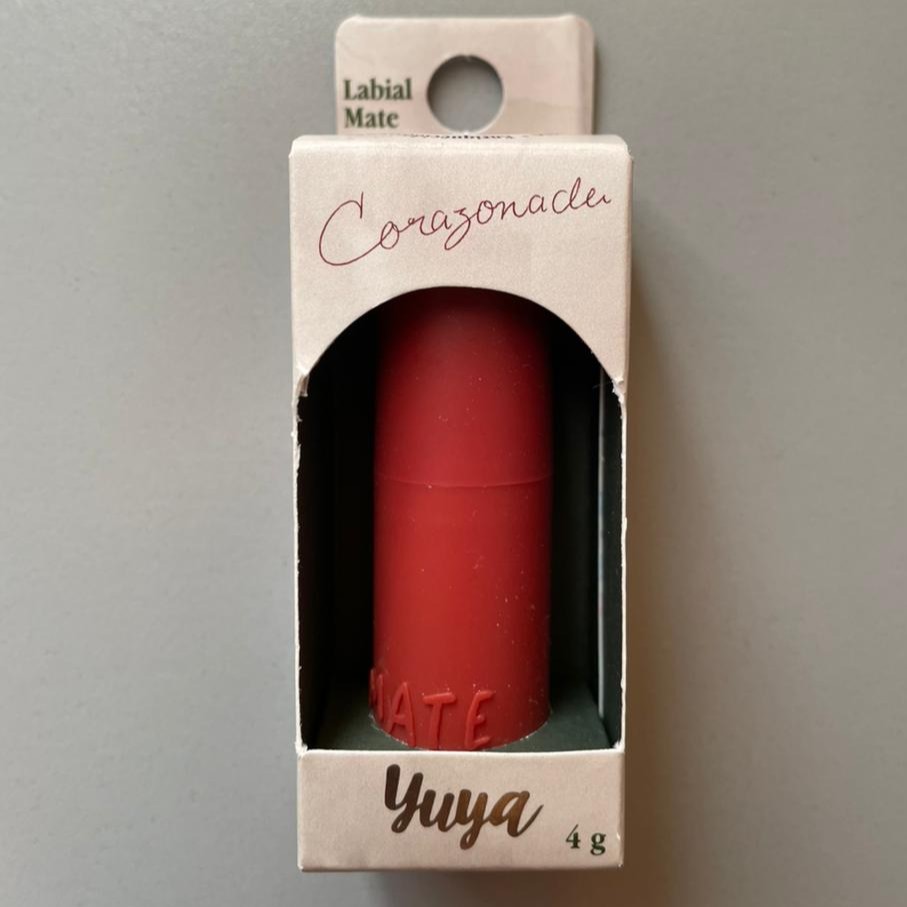 Labial
Mate
Corazonada
MATE
Yuya
4 g